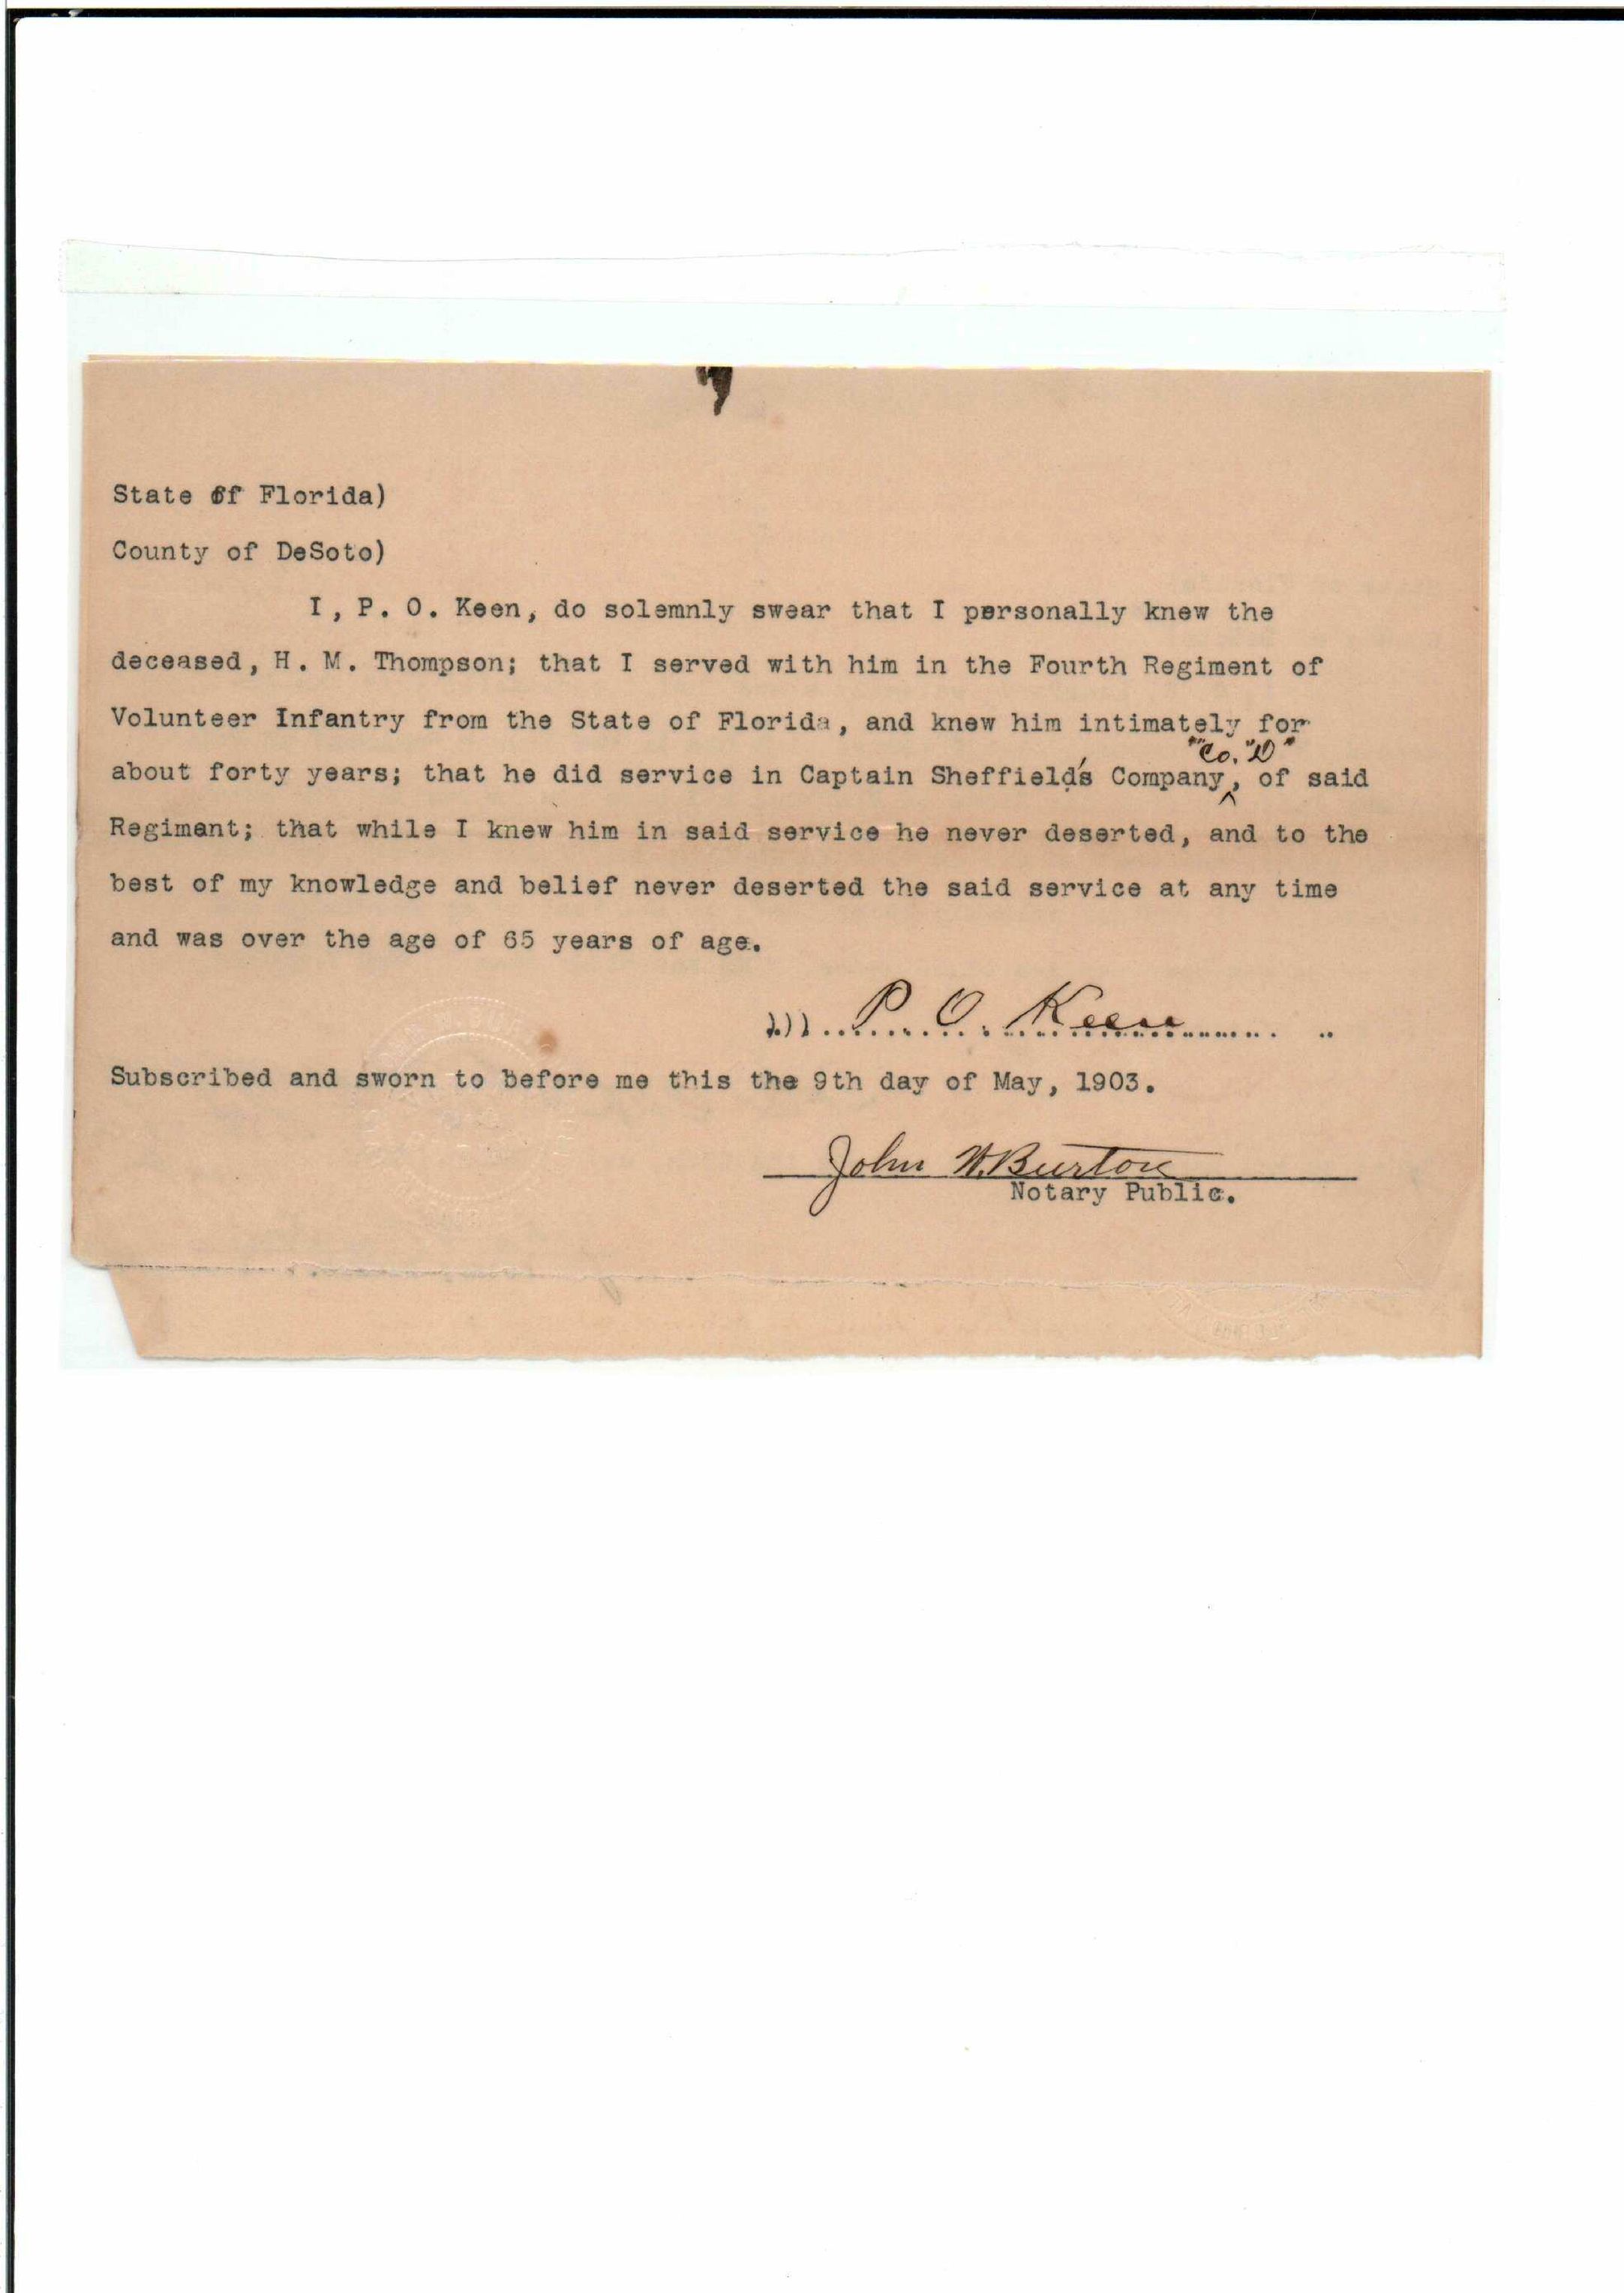 State of Florida)
County of DeSoto)
I, P. O. Keen, do solemnly swear that I personally knew the
deceased, H. M. Thompson; that I served with him in the Fourth Regiment of
Volunteer Infantry from the State of Florida, and knew him intimately for
"Co. "D"
about forty years; that he did service in Captain Sheffield's Company, of said
Regiment; that while I knew him in said service he never deserted, and to the
best of my knowledge and belief never deserted the said service at any time
and was over the age of 65 years of age.
P. O. Keen
Subscribed and sworn to before me this the 9th day of May, 1903.
John W. Burton
Notary Public.